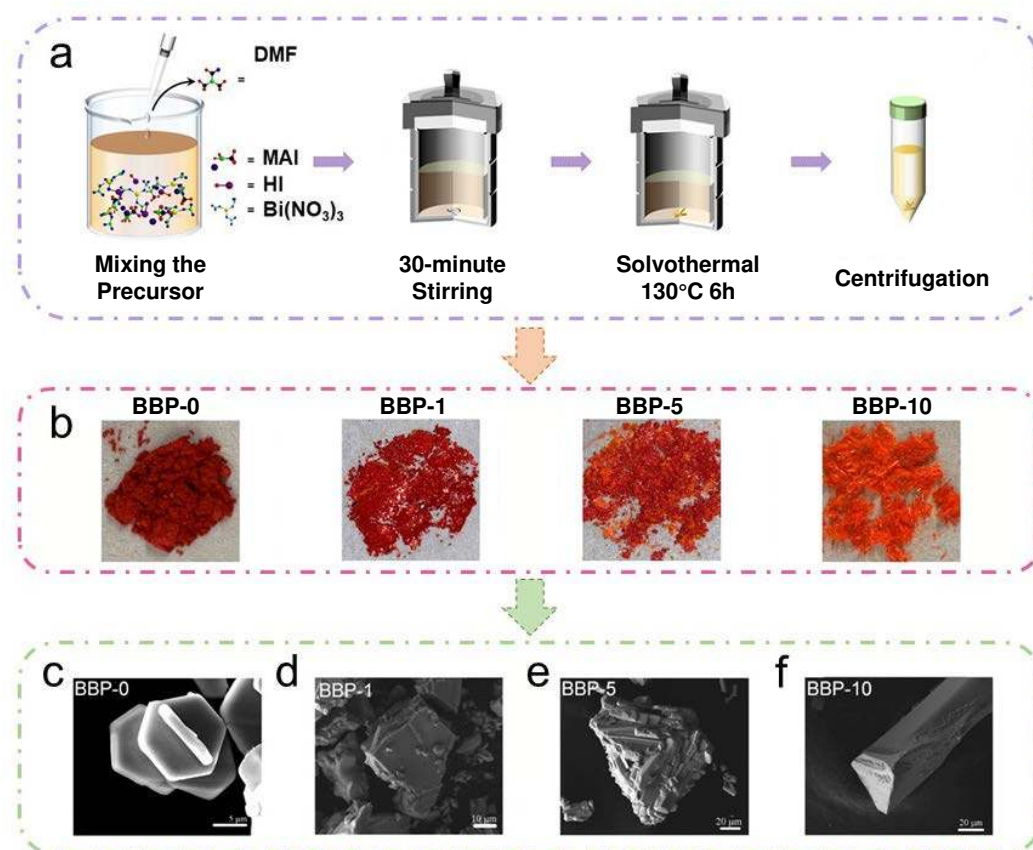 a
DMF
=
= MAI
= HI
= Bi(NO₃)₃
Mixing the
Precursor
30-minute
Stirring
Solvothermal
130°C 6h
Centrifugation
b
BBP-0
BBP-1
BBP-5
BBP-10
c
BBP-0
5 μm
d
BBP-1
10 μm
e
BBP-5
20 μm
f
BBP-10
20 μm